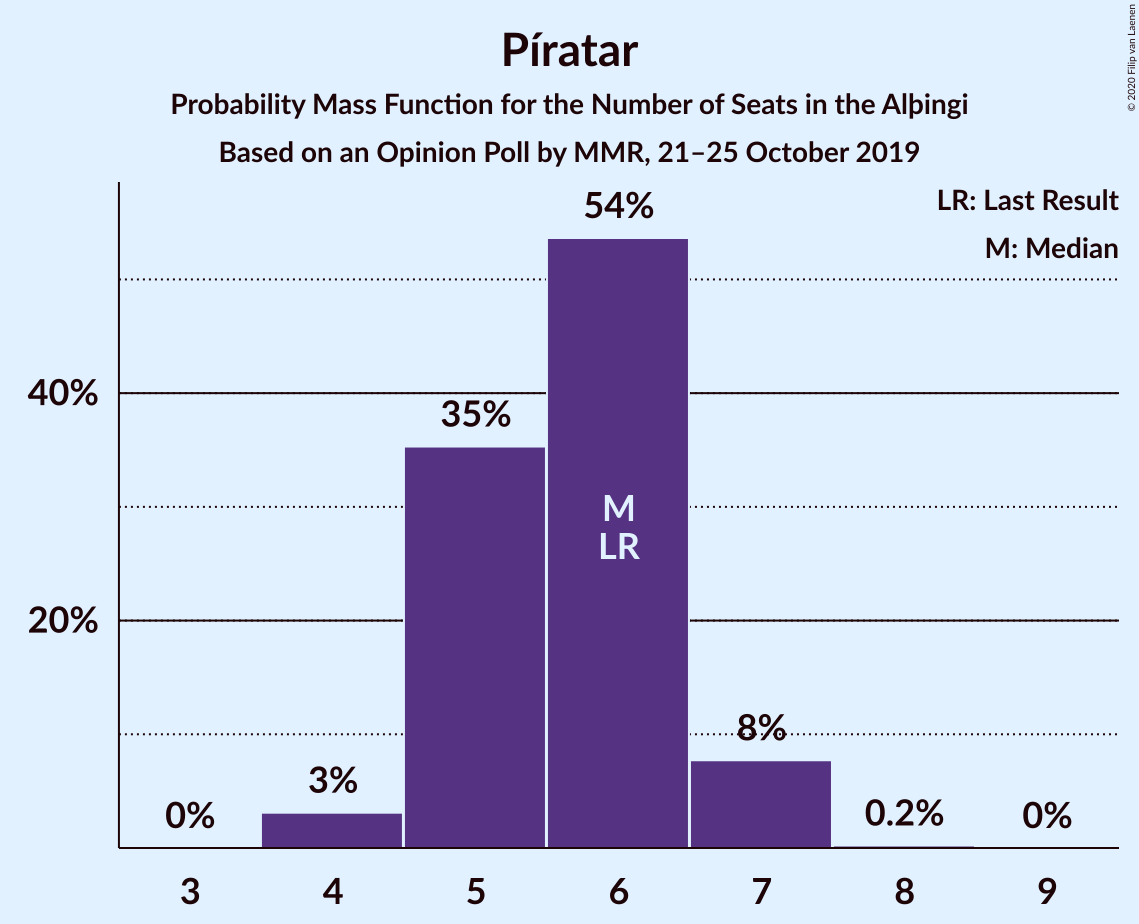 Píratar
Probability Mass Function for the Number of Seats in the Alþingi
Based on an Opinion Poll by MMR, 21–25 October 2019
© 2020 Filip van Laenen
LR: Last Result
M: Median
54%
40%
35%
M
LR
20%
8%
3%
0%
0.2%
0%
3 4 5 6 7 8 9